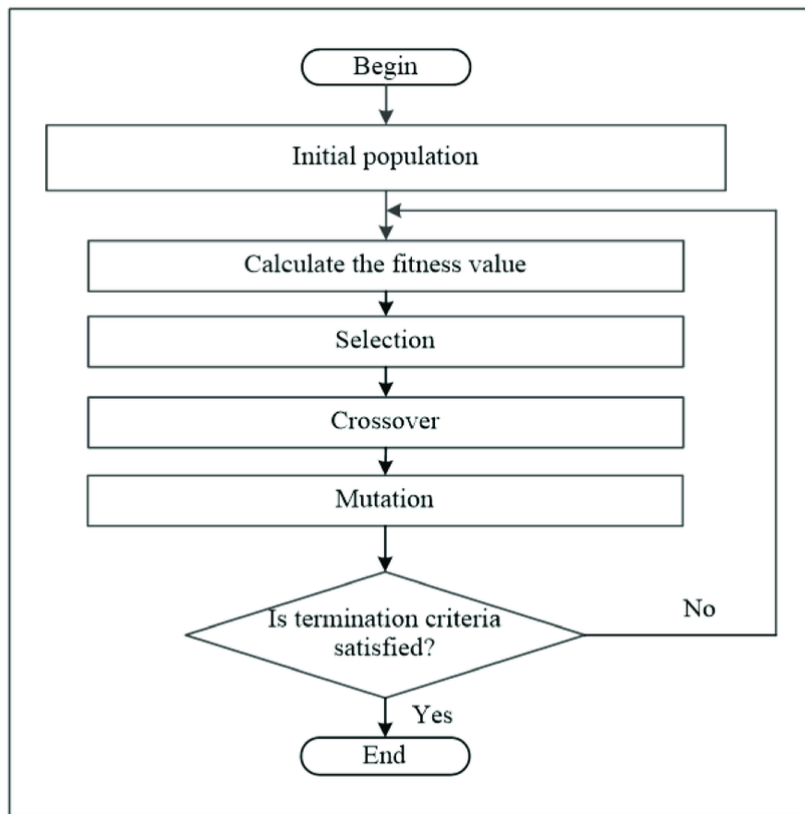 Begin
Initial population
Calculate the fitness value
Selection
Crossover
Mutation
Is termination criteria
satisfied?
No
Yes
End